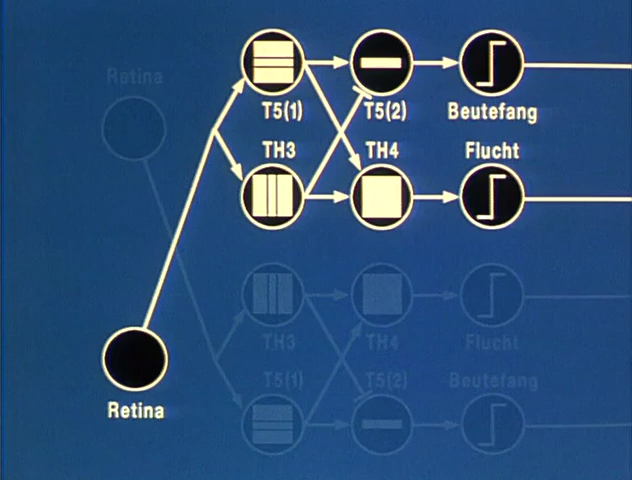 Retina
T5(1) T5(2) Beutefang
TH3 TH4 Flucht
TH3 TH4 Flucht
T5(1) T5(2) Beutefang
Retina